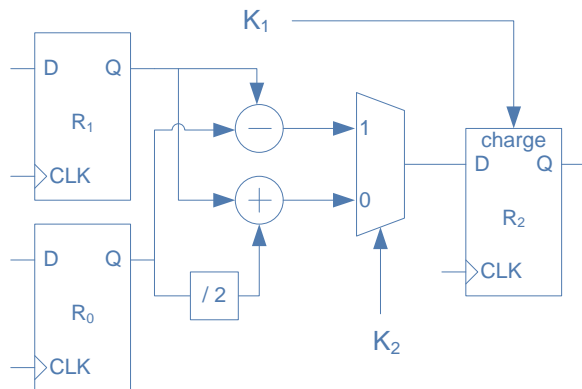 K₁
D Q
R₁
CLK
−
1
charge
D Q
R₂
CLK
+
0
D Q
R₀
CLK
/ 2
K₂